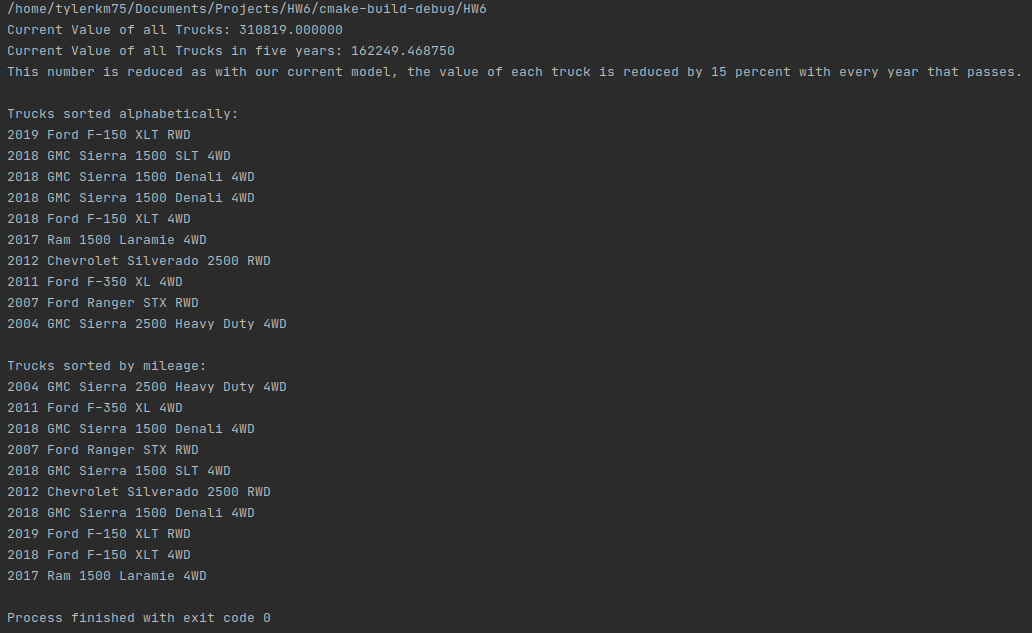 /home/tylerkm75/Documents/Projects/HW6/cmake-build-debug/HW6
Current Value of all Trucks: 310819.000000
Current Value of all Trucks in five years: 162249.468750
This number is reduced as with our current model, the value of each truck is reduced by 15 percent with every year that passes.
Trucks sorted alphabetically:
2019 Ford F-150 XLT RWD
2018 GMC Sierra 1500 SLT 4WD
2018 GMC Sierra 1500 Denali 4WD
2018 GMC Sierra 1500 Denali 4WD
2018 Ford F-150 XLT 4WD
2017 Ram 1500 Laramie 4WD
2012 Chevrolet Silverado 2500 RWD
2011 Ford F-350 XL 4WD
2007 Ford Ranger STX RWD
2004 GMC Sierra 2500 Heavy Duty 4WD
Trucks sorted by mileage:
2004 GMC Sierra 2500 Heavy Duty 4WD
2011 Ford F-350 XL 4WD
2018 GMC Sierra 1500 Denali 4WD
2007 Ford Ranger STX RWD
2018 GMC Sierra 1500 SLT 4WD
2012 Chevrolet Silverado 2500 RWD
2018 GMC Sierra 1500 Denali 4WD
2019 Ford F-150 XLT RWD
2018 Ford F-150 XLT 4WD
2017 Ram 1500 Laramie 4WD
Process finished with exit code 0